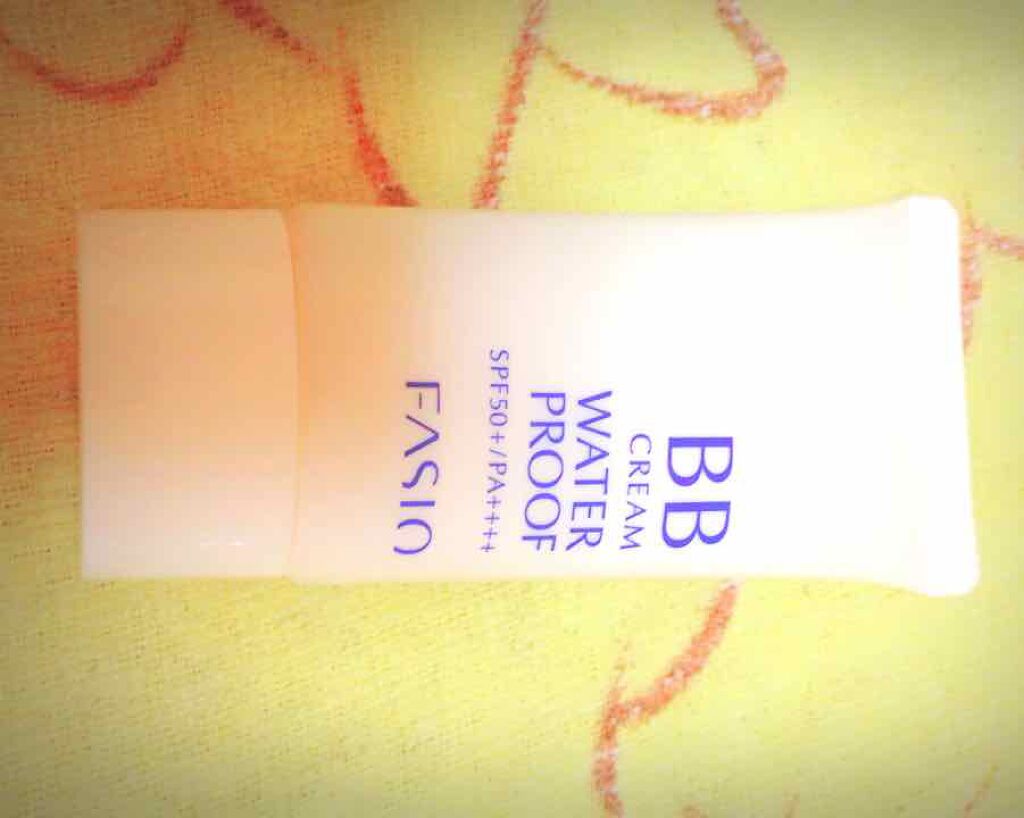 BB
CREAM
WATER
PROOF
SPF50+/PA++++
FASIO